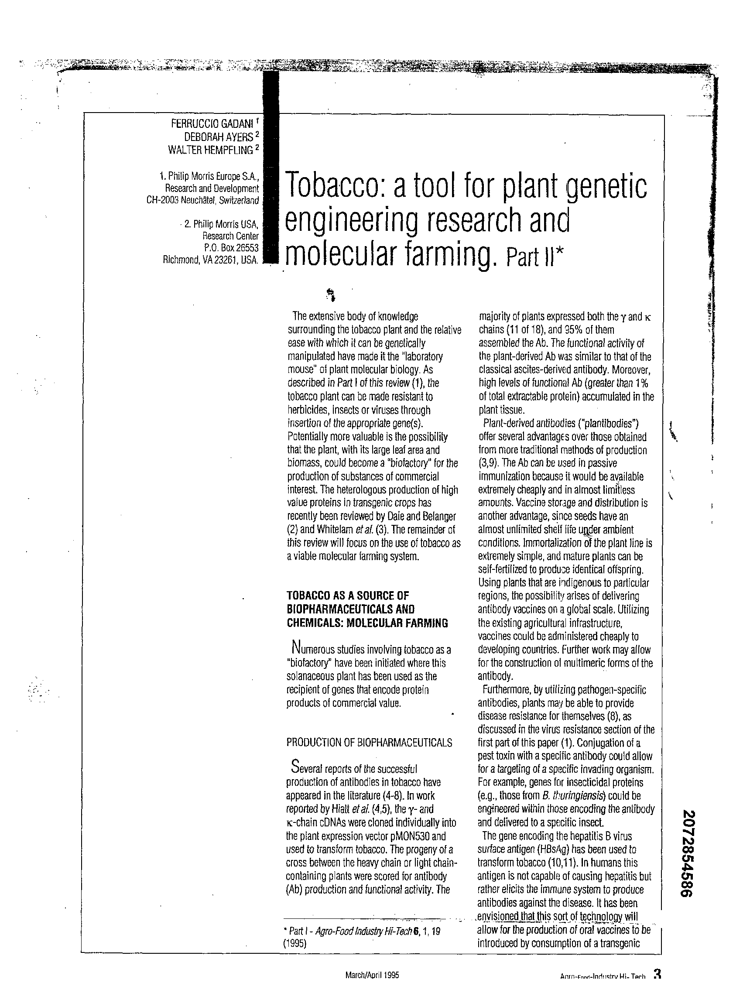 FERRUCCIO GADANI 1
DEBORAH AYERS 2
WALTER HEMPFLING 2
1. Philip Morris Europe S.A.,
Research and Development
CH-2003 Neuchâtel, Switzerland
2. Philip Morris USA,
Research Center
P.O. Box 26553
Richmond, VA 23261, USA.
Tobacco: a tool for plant genetic
engineering research and
molecular farming. Part II*
The extensive body of knowledge
surrounding the tobacco plant and the relative
ease with which it can be genetically
manipulated have made it the "laboratory
mouse" of plant molecular biology. As
described in Part I of this review (1), the
tobacco plant can be made resistant to
herbicides, insects or viruses through
insertion of the appropriate gene(s).
Potentially more valuable is the possibility
that the plant, with its large leaf area and
biomass, could become a "biofactory" for the
production of substances of commercial
interest. The heterologous production of high
value proteins in transgenic crops has
recently been reviewed by Daie and Belanger
(2) and Whitelam et al. (3). The remainder of
this review will focus on the use of tobacco as
a viable molecular farming system.
TOBACCO AS A SOURCE OF
BIOPHARMACEUTICALS AND
CHEMICALS: MOLECULAR FARMING
Numerous studies involving tobacco as a
"biofactory" have been initiated where this
solanaceous plant has been used as the
recipient of genes that encode protein
products of commercial value.
PRODUCTION OF BIOPHARMACEUTICALS
Several reports of the successful
production of antibodies in tobacco have
appeared in the literature (4-8). In work
reported by Hiatt et al. (4,5), the γ- and
κ-chain cDNAs were cloned individually into
the plant expression vector pMON530 and
used to transform tobacco. The progeny of a
cross between the heavy chain or light chain-
containing plants were scored for antibody
(Ab) production and functional activity. The
* Part I - Agro-Food Industry Hi-Tech 6, 1, 19
(1995)
majority of plants expressed both the γ and κ
chains (11 of 18), and 95% of them
assembled the Ab. The functional activity of
the plant-derived Ab was similar to that of the
classical ascites-derived antibody. Moreover,
high levels of functional Ab (greater than 1%
of total extractable protein) accumulated in the
plant tissue.
Plant-derived antibodies ("plantibodies")
offer several advantages over those obtained
from more traditional methods of production
(3,9). The Ab can be used in passive
immunization because it would be available
extremely cheaply and in almost limitless
amounts. Vaccine storage and distribution is
another advantage, since seeds have an
almost unlimited shelf life under ambient
conditions. Immortalization of the plant line is
extremely simple, and mature plants can be
self-fertilized to produce identical offspring.
Using plants that are indigenous to particular
regions, the possibility arises of delivering
antibody vaccines on a global scale. Utilizing
the existing agricultural infrastructure,
vaccines could be administered cheaply to
developing countries. Further work may allow
for the construction of multimeric forms of the
antibody.
Furthermore, by utilizing pathogen-specific
antibodies, plants may be able to provide
disease resistance for themselves (8), as
discussed in the virus resistance section of the
first part of this paper (1). Conjugation of a
pest toxin with a specific antibody could allow
for a targeting of a specific invading organism.
For example, genes for insecticidal proteins
(e.g., those from B. thuringiensis) could be
engineered within those encoding the antibody
and delivered to a specific insect.
The gene encoding the hepatitis B virus
surface antigen (HBsAg) has been used to
transform tobacco (10,11). In humans this
antigen is not capable of causing hepatitis but
rather elicits the immune system to produce
antibodies against the disease. It has been
envisioned that this sort of technology will
allow for the production of oral vaccines to be
introduced by consumption of a transgenic
2072854586
March/April 1995
Agro-Food-Industry Hi-Tech 3